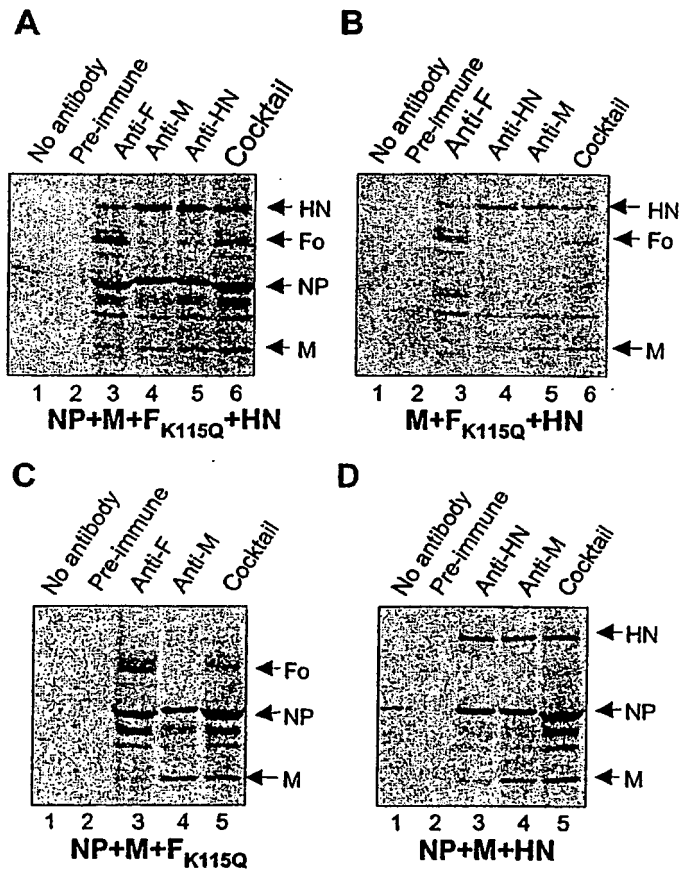 A
No antibody
Pre-immune
Anti-F
Anti-M
Anti-HN
Cocktail
HN
Fo
NP
M
1 2 3 4 5 6
NP+M+FK115Q+HN
B
No antibody
Pre-immune
Anti-F
Anti-HN
Anti-M
Cocktail
HN
Fo
M
1 2 3 4 5 6
M+FK115Q+HN
C
No antibody
Pre-immune
Anti-F
Anti-M
Cocktail
Fo
NP
M
1 2 3 4 5
NP+M+FK115Q
D
No antibody
Pre-immune
Anti-HN
Anti-M
Cocktail
HN
NP
M
1 2 3 4 5
NP+M+HN